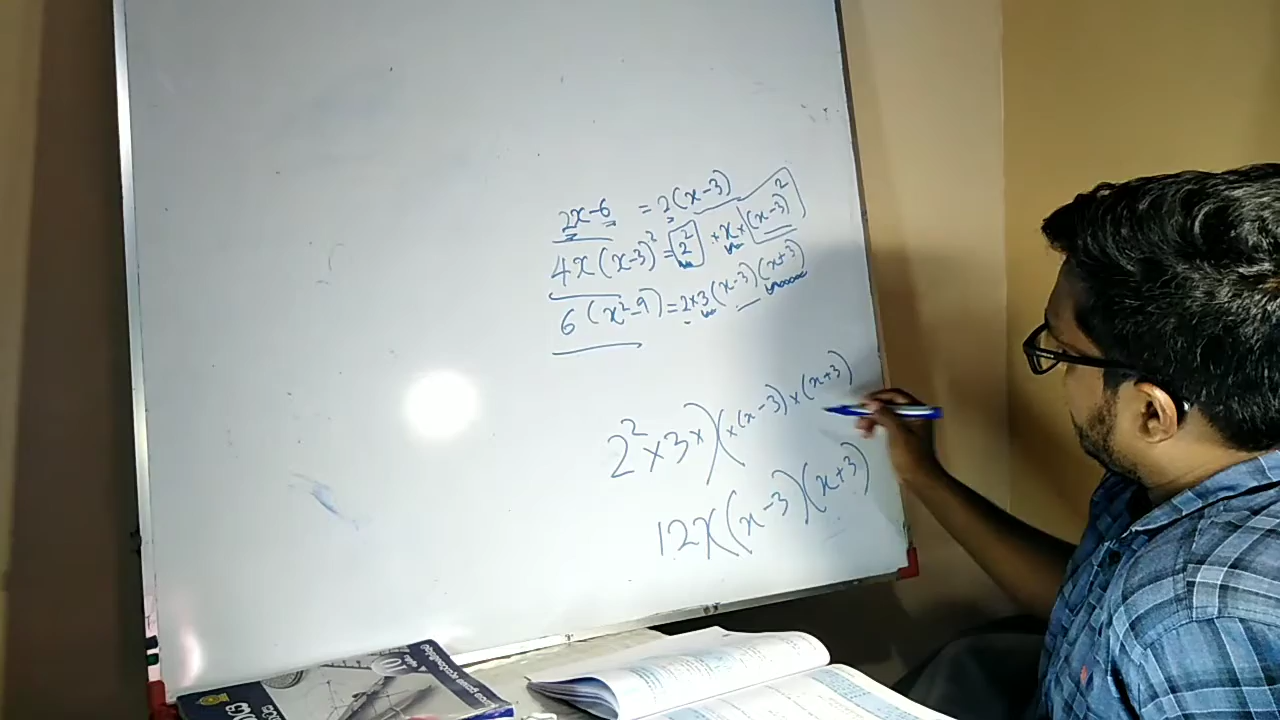 2x-6 = 2(x-3)
4x(x-3)² = 2² × x × (x-3)²
6(x²-9) = 2×3(x-3)(x+3)
2² × 3 × x × (x-3) × (x+3)
12x(x-3)(x+3)